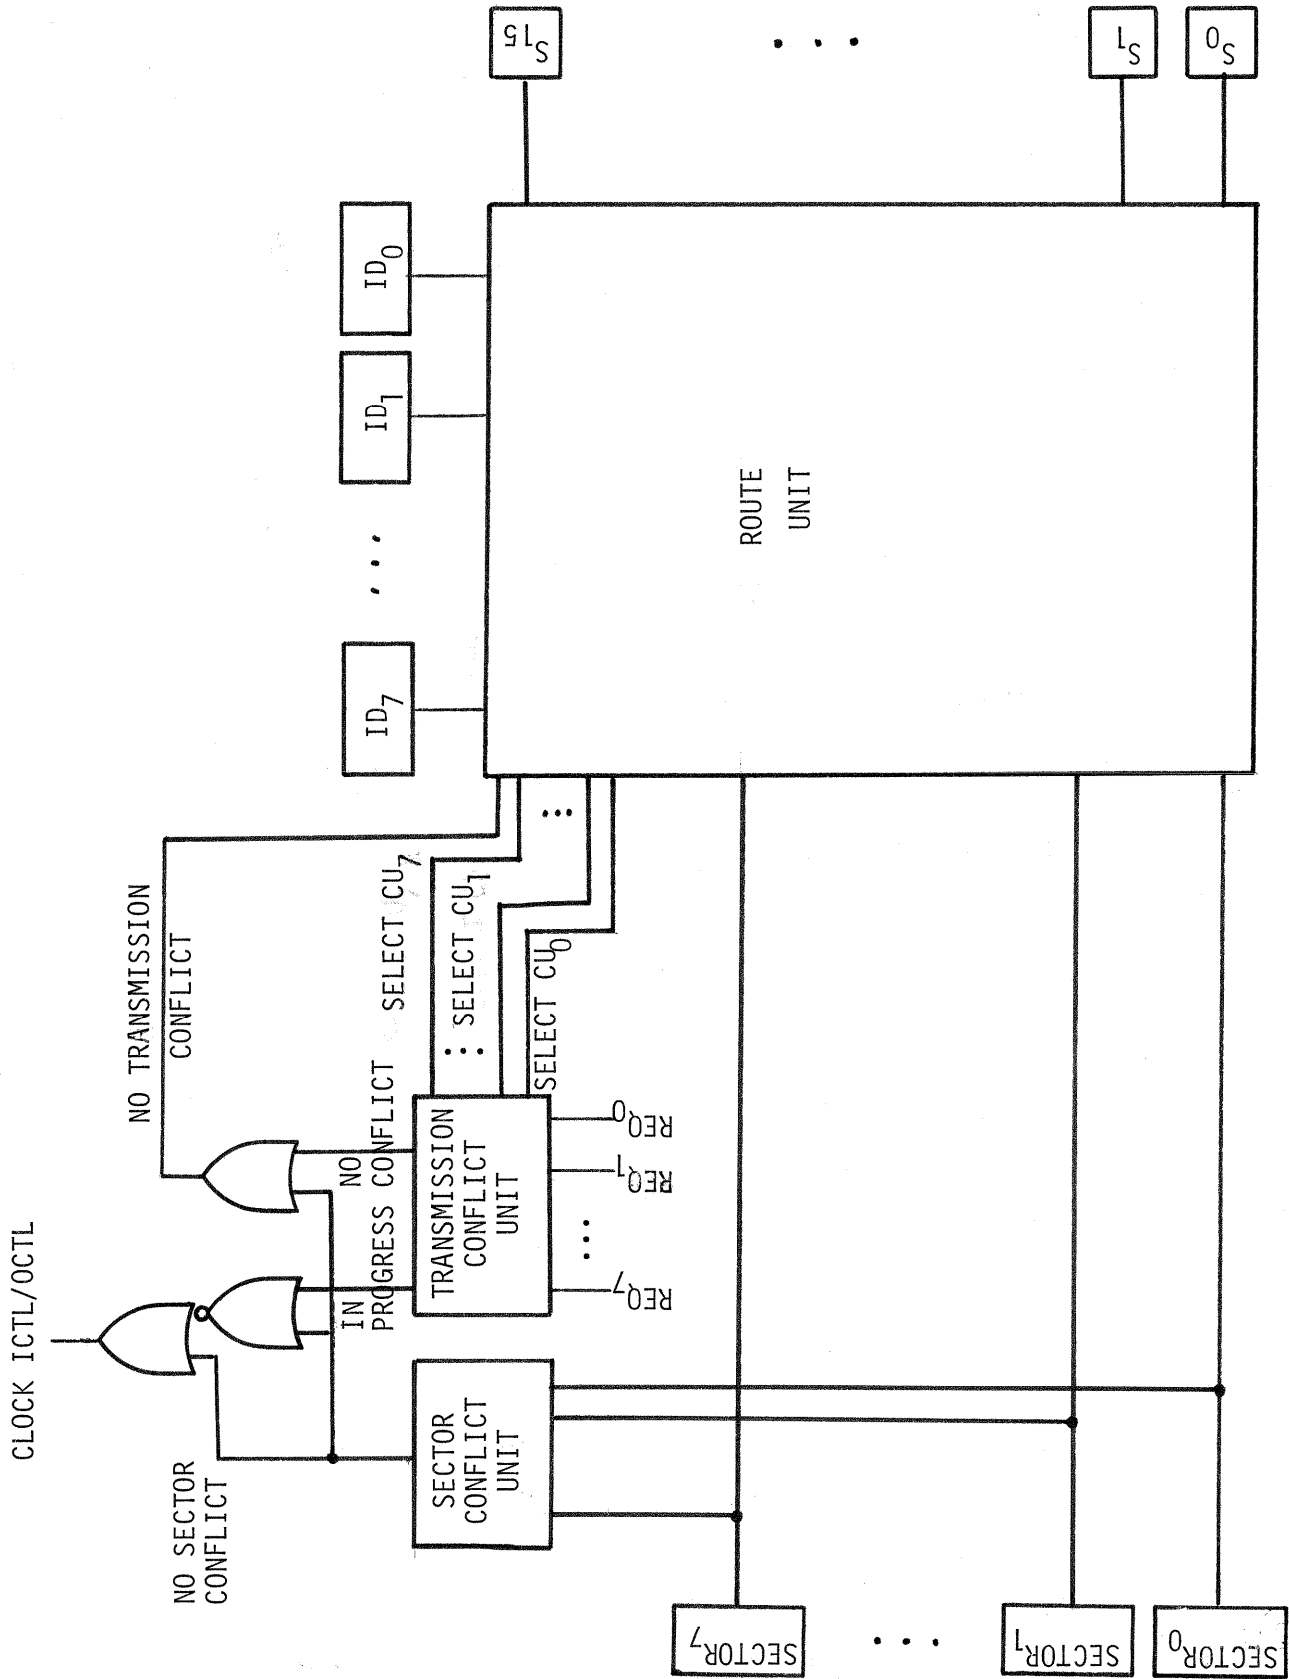 CLOCK ICTL/OCTL
NO SECTOR
CONFLICT
NO TRANSMISSION
CONFLICT
IN
PROGRESS
NO
CONFLICT
SECTOR
CONFLICT
UNIT
TRANSMISSION
CONFLICT
UNIT
SELECT CU7
SELECT CU1
SELECT CU0
REQ7
REQ1
REQ0
ID7
ID1
ID0
ROUTE
UNIT
SECTOR7
SECTOR1
SECTOR0
S15
S1
S0